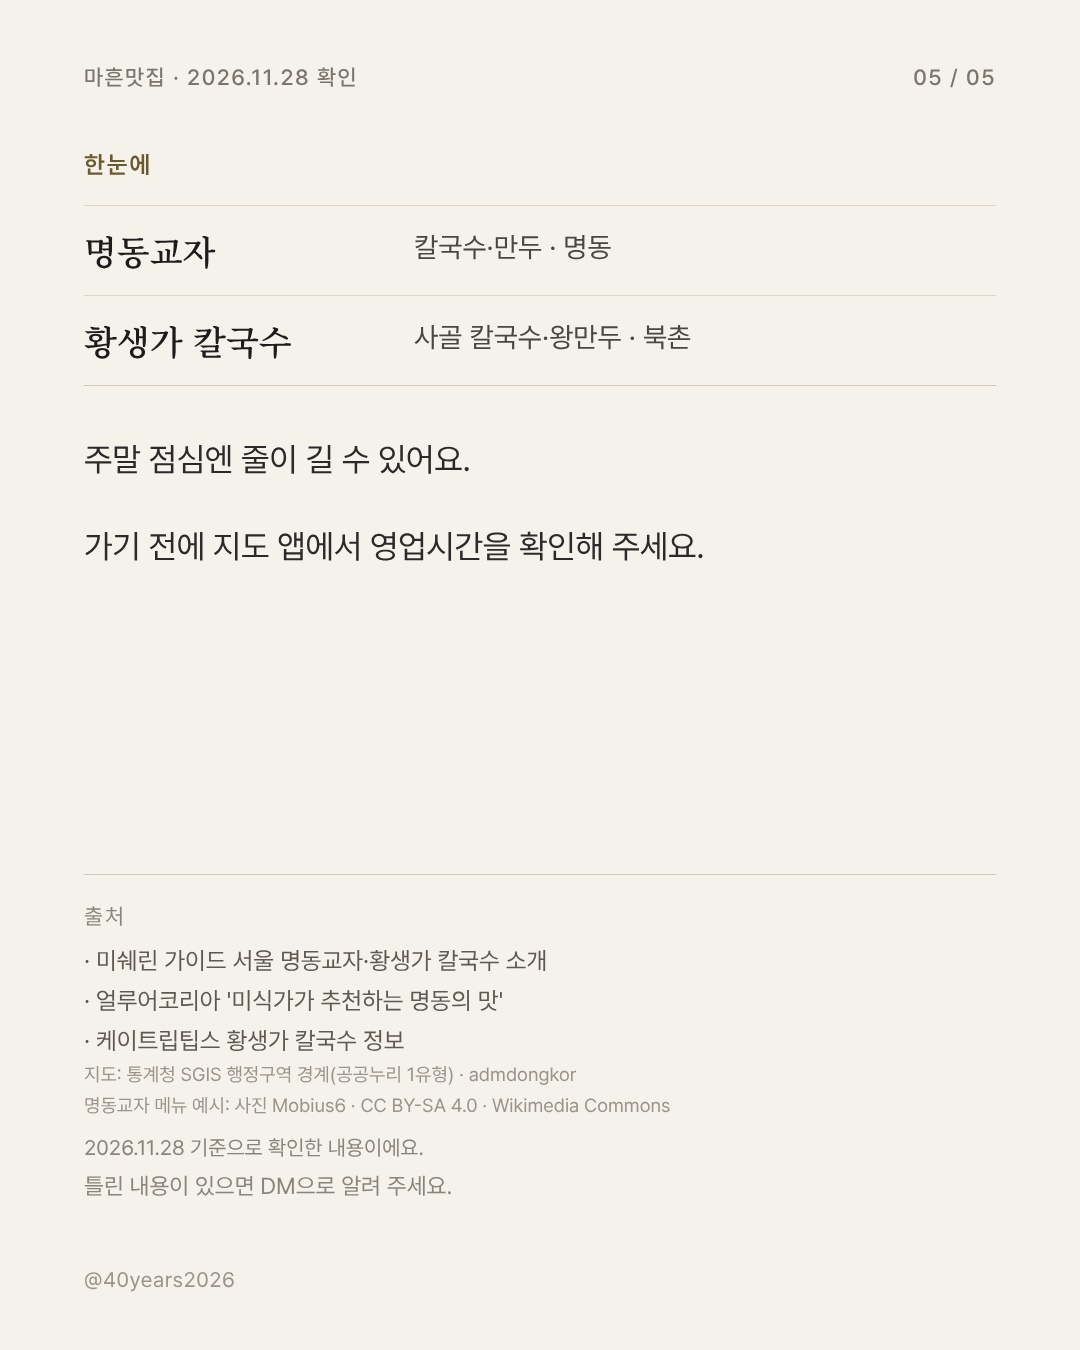 마흔맛집 · 2026.11.28 확인
05 / 05
한눈에
명동교자 칼국수·만두 · 명동
황생가 칼국수 사골 칼국수·왕만두 · 북촌
주말 점심엔 줄이 길 수 있어요.
가기 전에 지도 앱에서 영업시간을 확인해 주세요.
출처
· 미쉐린 가이드 서울 명동교자·황생가 칼국수 소개
· 얼루어코리아 '미식가가 추천하는 명동의 맛'
· 케이트립팁스 황생가 칼국수 정보
지도: 통계청 SGIS 행정구역 경계(공공누리 1유형) · admdongkor
명동교자 메뉴 예시: 사진 Mobius6 · CC BY-SA 4.0 · Wikimedia Commons
2026.11.28 기준으로 확인한 내용이에요.
틀린 내용이 있으면 DM으로 알려 주세요.
@40years2026